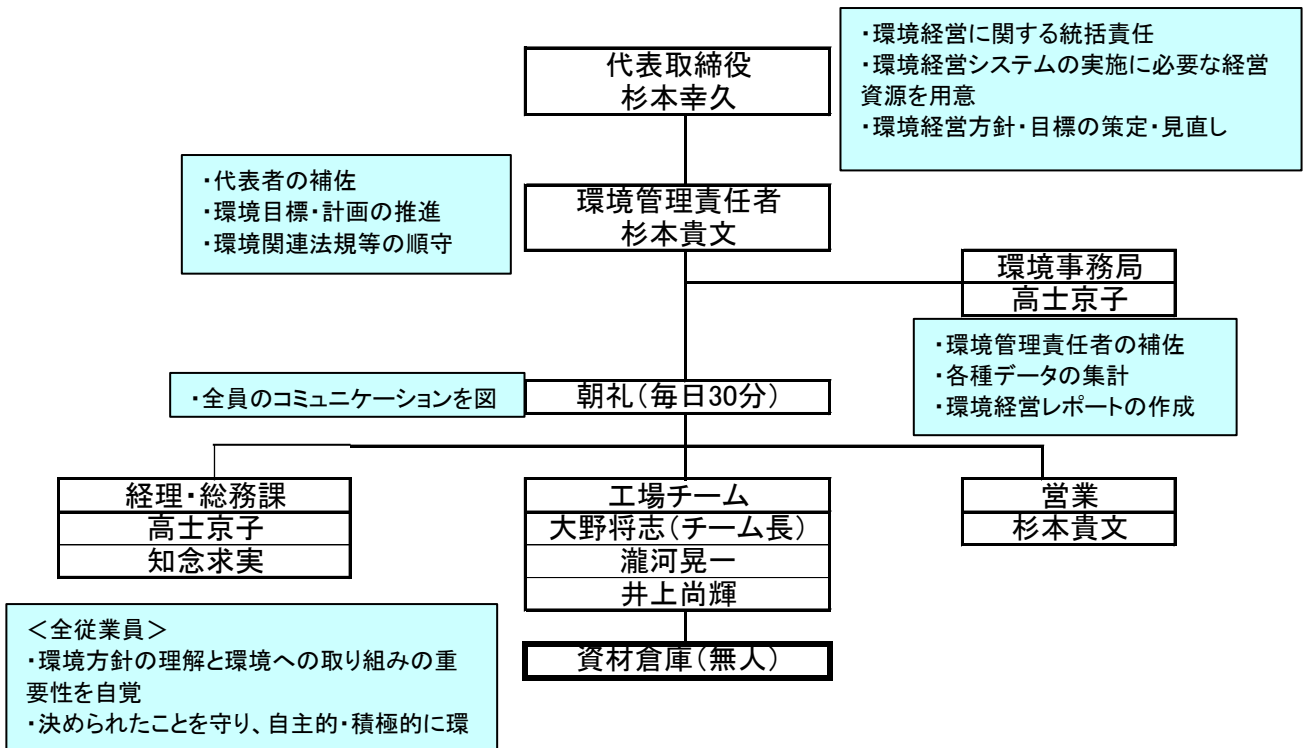 代表取締役
杉本幸久
・環境経営に関する統括責任
・環境経営システムの実施に必要な経営
資源を用意
・環境経営方針・目標の策定・見直し
・代表者の補佐
・環境目標・計画の推進
・環境関連法規等の順守
環境管理責任者
杉本貴文
環境事務局
高士京子
・環境管理責任者の補佐
・各種データの集計
・環境経営レポートの作成
・全員のコミュニケーションを図
朝礼(毎日30分)
経理・総務課
高士京子
知念求実
工場チーム
大野将志(チーム長)
瀧河晃一
井上尚輝
営業
杉本貴文
資材倉庫(無人)
<全従業員>
・環境方針の理解と環境への取り組みの重
要性を自覚
・決められたことを守り、自主的・積極的に環